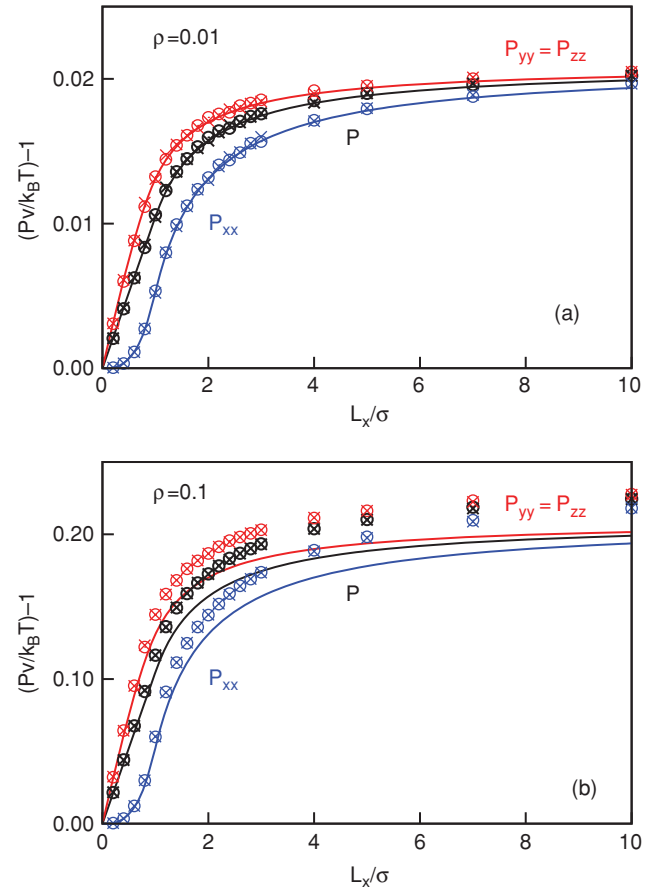 ρ=0.01
P_yy = P_zz
0.02
P
(Pv/k_BT)−1
0.01
P_xx
(a)
0.00
0 2 4 6 8 10
L_x/σ
ρ=0.1
P_yy = P_zz
0.20
P
(Pv/k_BT)−1
0.10
P_xx
(b)
0.00
0 2 4 6 8 10
L_x/σ